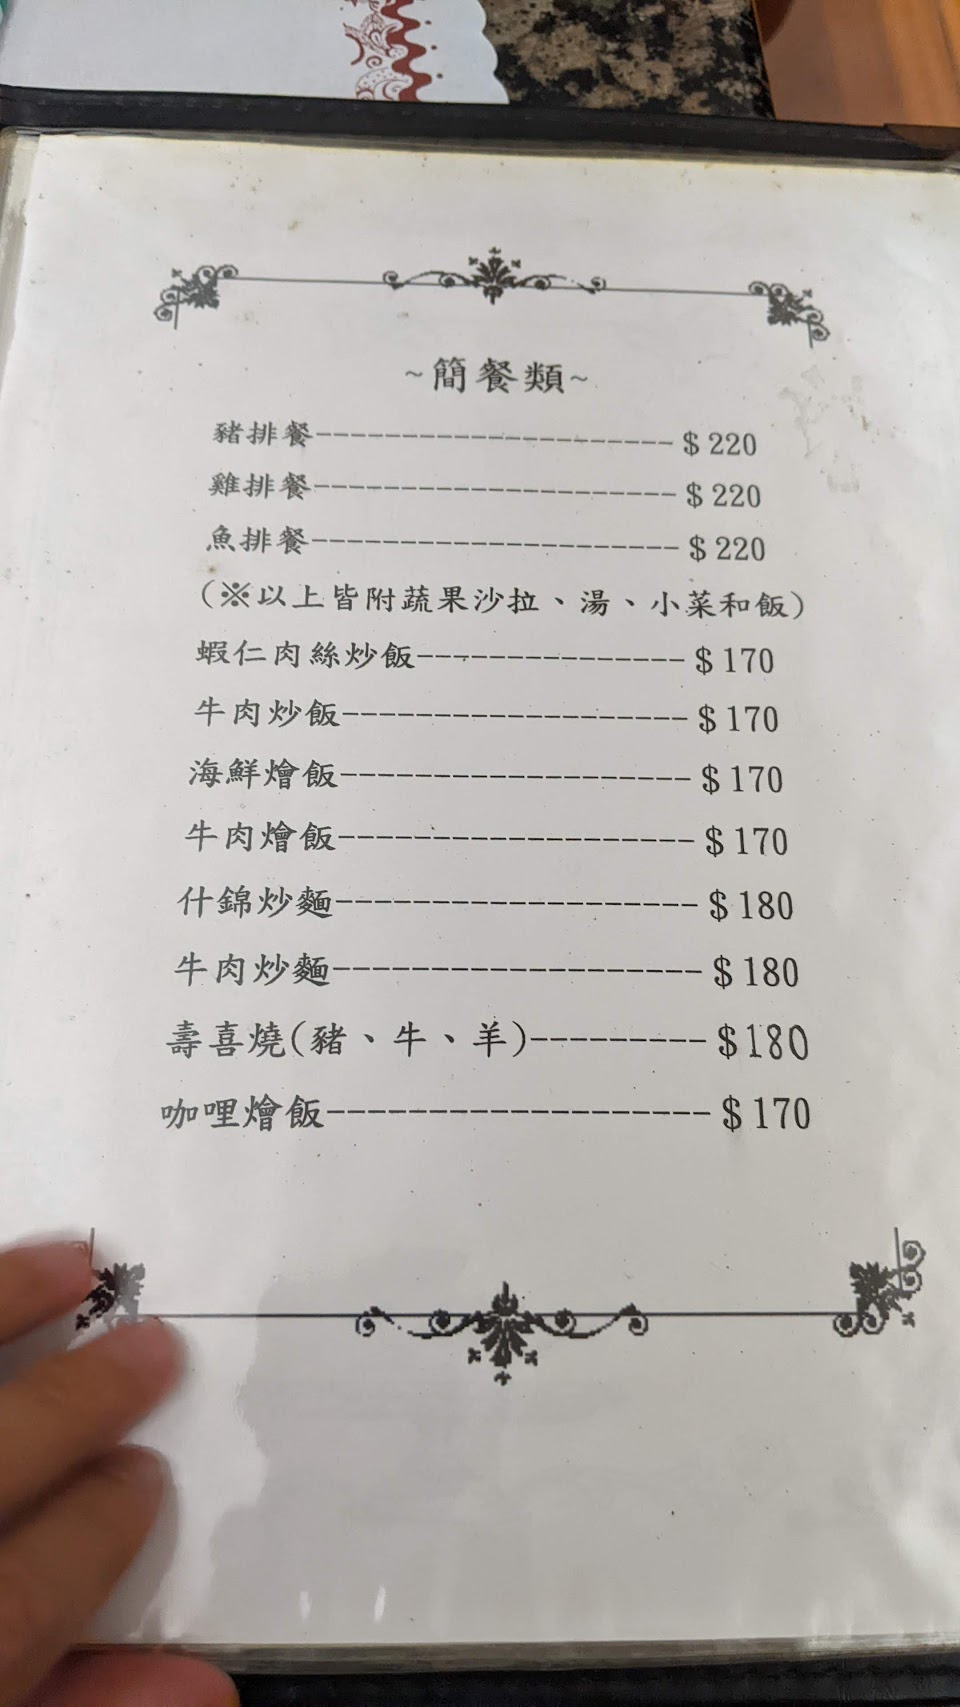 ~簡餐類~
豬排餐---------------------$220
雞排餐---------------------$220
魚排餐---------------------$220
(※以上皆附蔬果沙拉、湯、小菜和飯)
蝦仁肉絲炒飯---------------$170
牛肉炒飯-------------------$170
海鮮燴飯-------------------$170
牛肉燴飯-------------------$170
什錦炒麵-------------------$180
牛肉炒麵-------------------$180
壽喜燒(豬、牛、羊)---------$180
咖哩燴飯-------------------$170